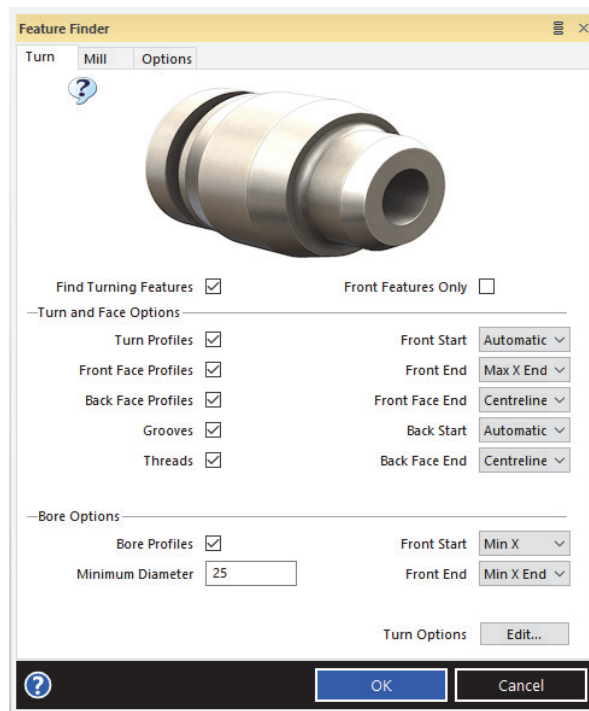 Feature Finder
Turn Mill Options
Find Turning Features Front Features Only
Turn and Face Options
Turn Profiles Front Start Automatic
Front Face Profiles Front End Max X End
Back Face Profiles Front Face End Centreline
Grooves Back Start Automatic
Threads Back Face End Centreline
Bore Options
Bore Profiles Front Start Min X
Minimum Diameter 25 Front End Min X End
Turn Options Edit...
? OK Cancel